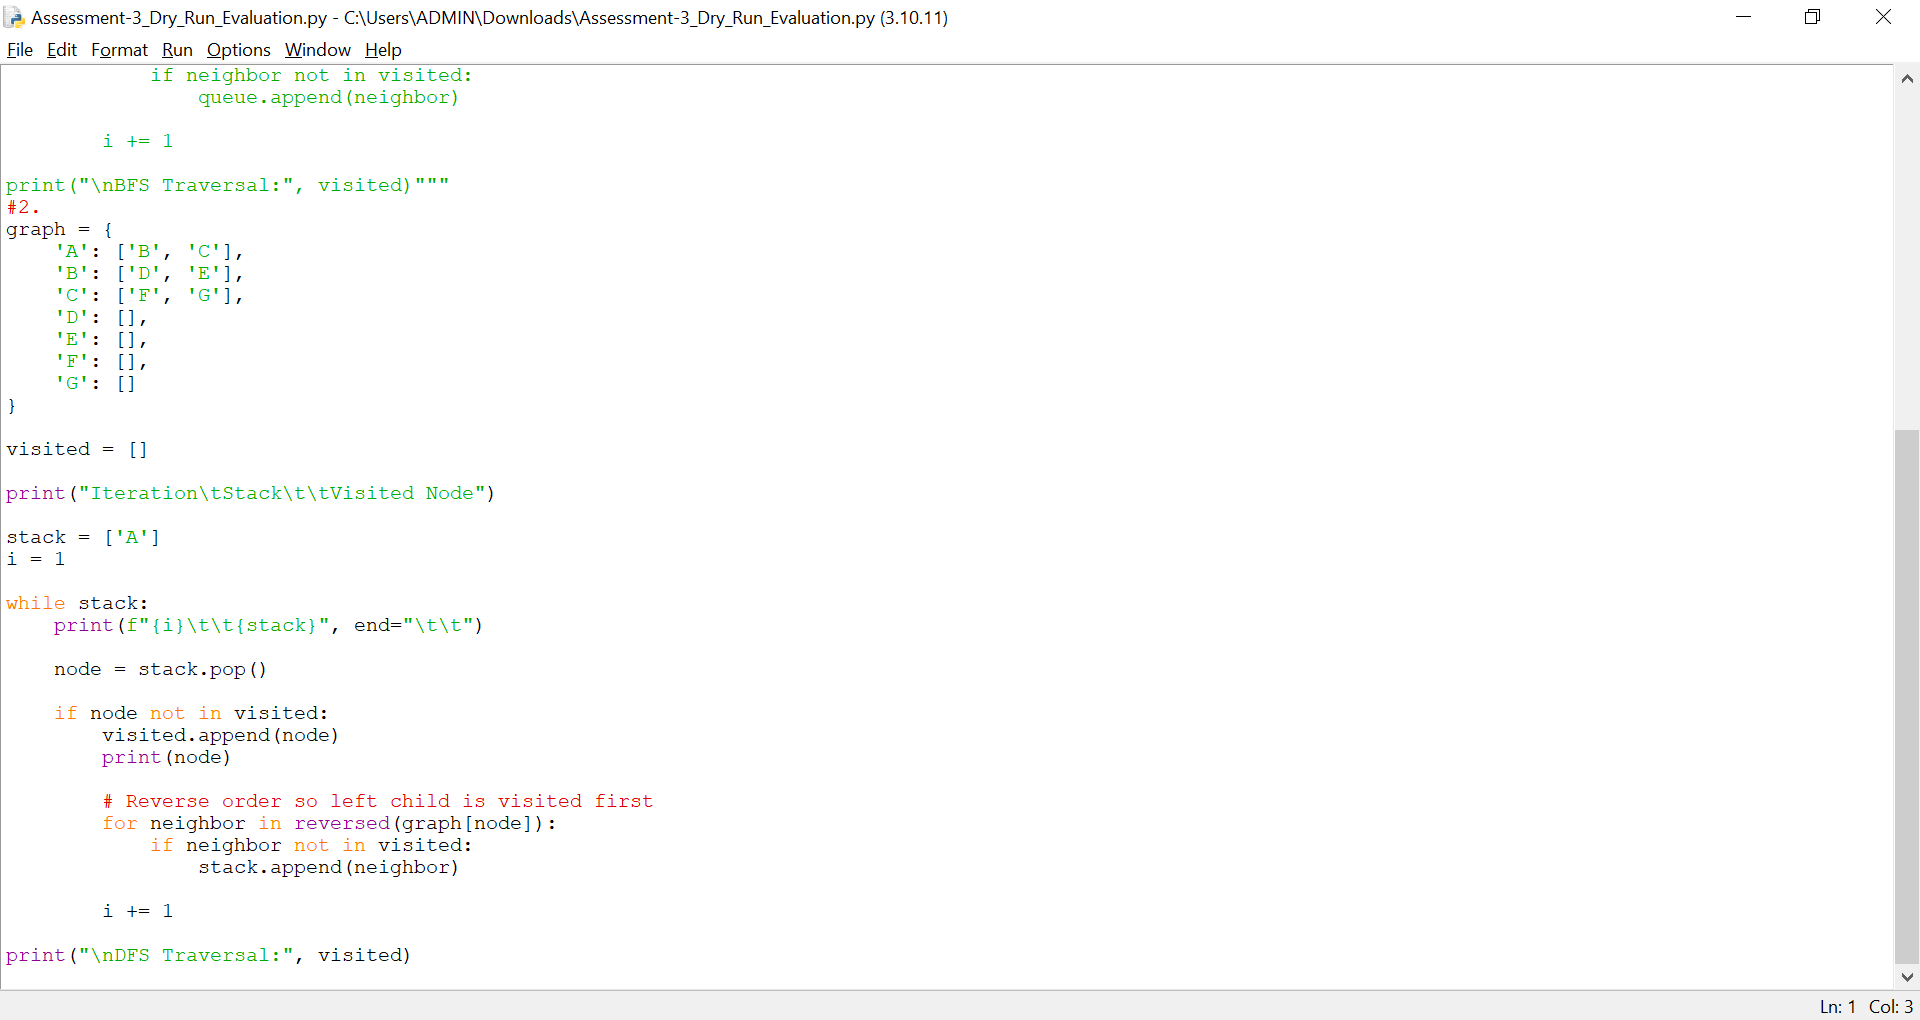 Assessment-3_Dry_Run_Evaluation.py - C:\Users\ADMIN\Downloads\Assessment-3_Dry_Run_Evaluation.py (3.10.11)
File Edit Format Run Options Window Help
            if neighbor not in visited:
                queue.append(neighbor)

        i += 1

print("\nBFS Traversal:", visited)"""
#2.
graph = {
    'A': ['B', 'C'],
    'B': ['D', 'E'],
    'C': ['F', 'G'],
    'D': [],
    'E': [],
    'F': [],
    'G': []
}

visited = []

print("Iteration\tStack\t\tVisited Node")

stack = ['A']
i = 1

while stack:
    print(f"{i}\t\t{stack}", end="\t\t")

    node = stack.pop()

    if node not in visited:
        visited.append(node)
        print(node)

        # Reverse order so left child is visited first
        for neighbor in reversed(graph[node]):
            if neighbor not in visited:
                stack.append(neighbor)

        i += 1

print("\nDFS Traversal:", visited)
Ln: 1 Col: 3